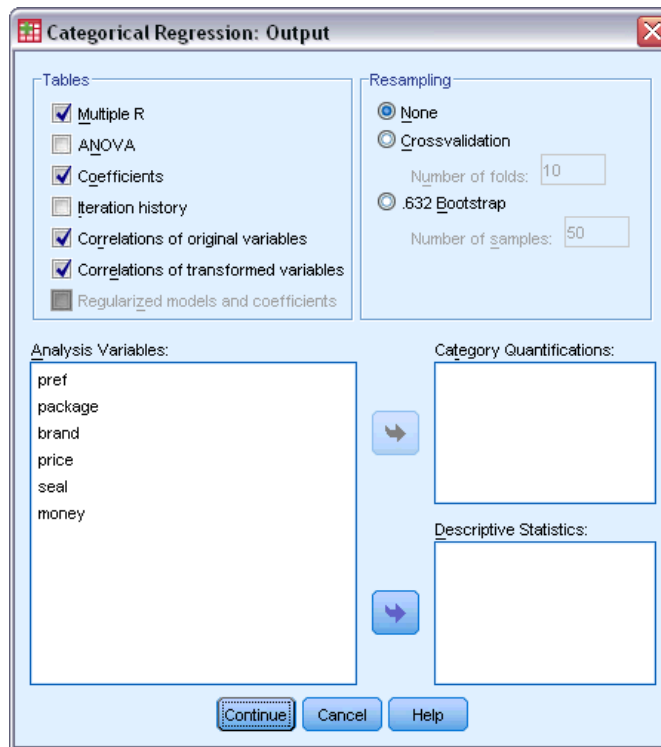 Categorical Regression: Output
Tables
Multiple R
ANOVA
Coefficients
Iteration history
Correlations of original variables
Correlations of transformed variables
Regularized models and coefficients
Resampling
None
Crossvalidation
Number of folds: 10
.632 Bootstrap
Number of samples: 50
Analysis Variables:
pref
package
brand
price
seal
money
Category Quantifications:
Descriptive Statistics:
Continue Cancel Help